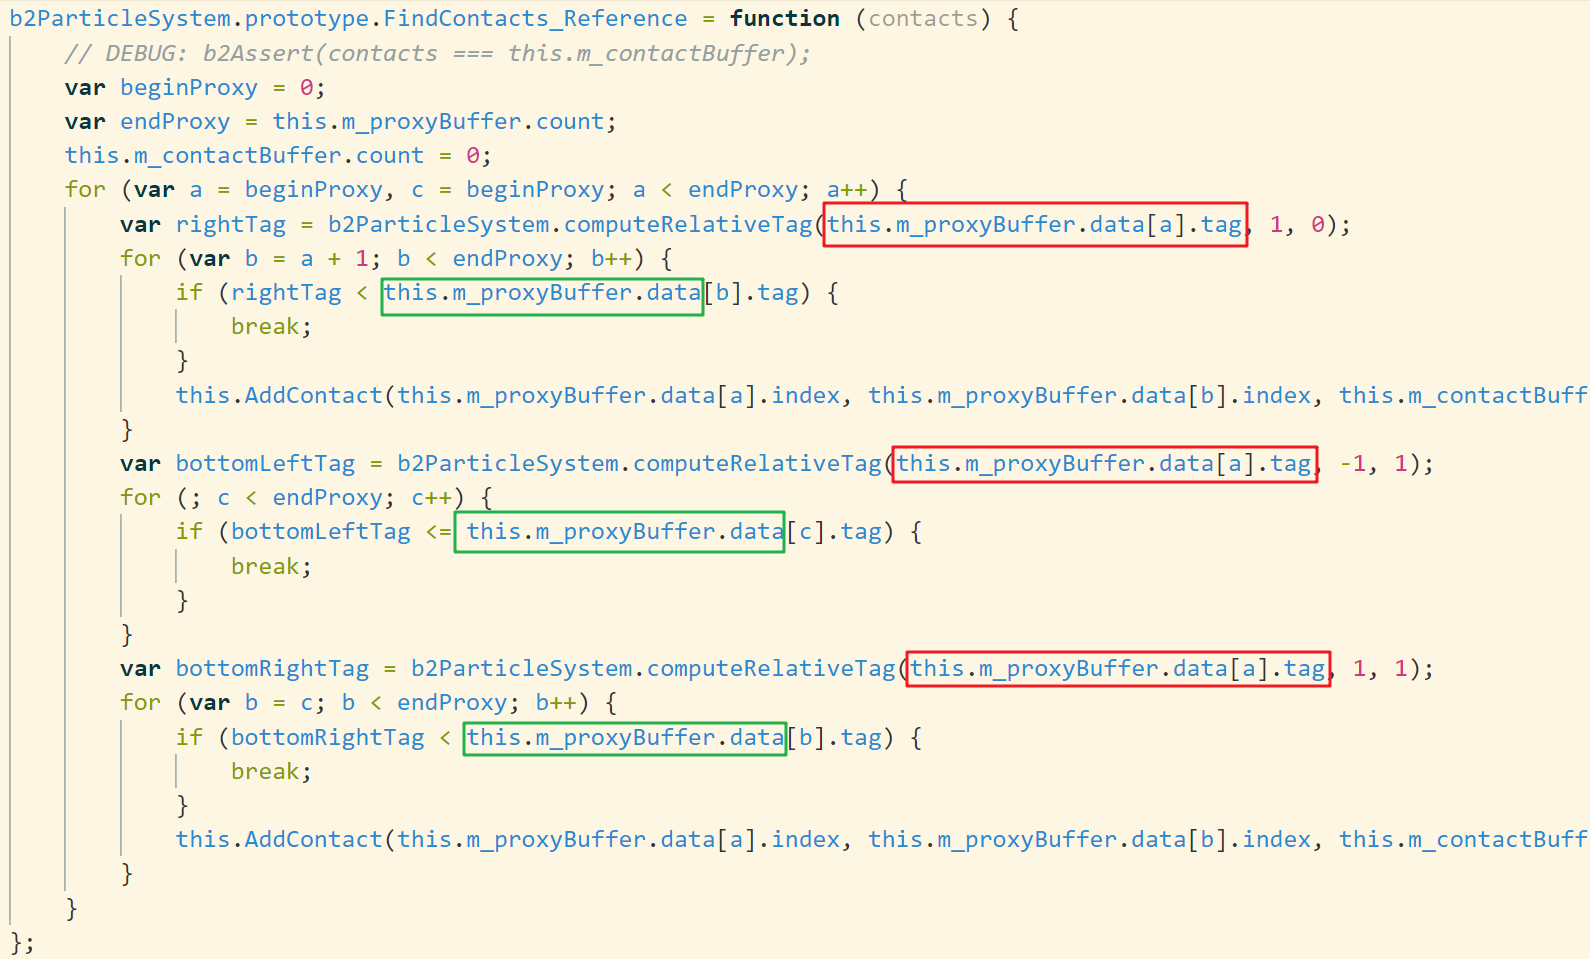 b2ParticleSystem.prototype.FindContacts_Reference = function (contacts) {
    // DEBUG: b2Assert(contacts === this.m_contactBuffer);
    var beginProxy = 0;
    var endProxy = this.m_proxyBuffer.count;
    this.m_contactBuffer.count = 0;
    for (var a = beginProxy, c = beginProxy; a < endProxy; a++) {
        var rightTag = b2ParticleSystem.computeRelativeTag(this.m_proxyBuffer.data[a].tag, 1, 0);
        for (var b = a + 1; b < endProxy; b++) {
            if (rightTag < this.m_proxyBuffer.data[b].tag) {
                break;
            }
            this.AddContact(this.m_proxyBuffer.data[a].index, this.m_proxyBuffer.data[b].index, this.m_contactBuff
        }
        var bottomLeftTag = b2ParticleSystem.computeRelativeTag(this.m_proxyBuffer.data[a].tag, -1, 1);
        for (; c < endProxy; c++) {
            if (bottomLeftTag <= this.m_proxyBuffer.data[c].tag) {
                break;
            }
        }
        var bottomRightTag = b2ParticleSystem.computeRelativeTag(this.m_proxyBuffer.data[a].tag, 1, 1);
        for (var b = c; b < endProxy; b++) {
            if (bottomRightTag < this.m_proxyBuffer.data[b].tag) {
                break;
            }
            this.AddContact(this.m_proxyBuffer.data[a].index, this.m_proxyBuffer.data[b].index, this.m_contactBuff
        }
    }
};